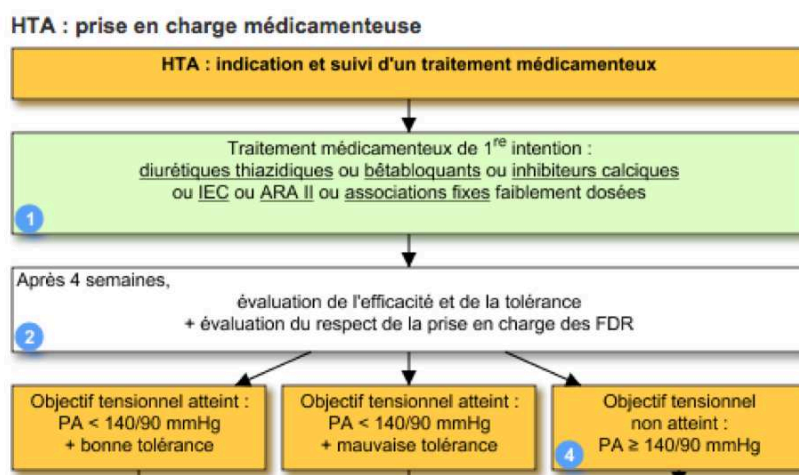 HTA : prise en charge médicamenteuse
HTA : indication et suivi d'un traitement médicamenteux
Traitement médicamenteux de 1re intention :
diurétiques thiazidiques ou bêtabloquants ou inhibiteurs calciques
ou IEC ou ARA II ou associations fixes faiblement dosées
1
Après 4 semaines,
évaluation de l'efficacité et de la tolérance
+ évaluation du respect de la prise en charge des FDR
2
Objectif tensionnel atteint :
PA < 140/90 mmHg
+ bonne tolérance
Objectif tensionnel atteint :
PA < 140/90 mmHg
+ mauvaise tolérance
Objectif tensionnel
non atteint :
PA ≥ 140/90 mmHg
4